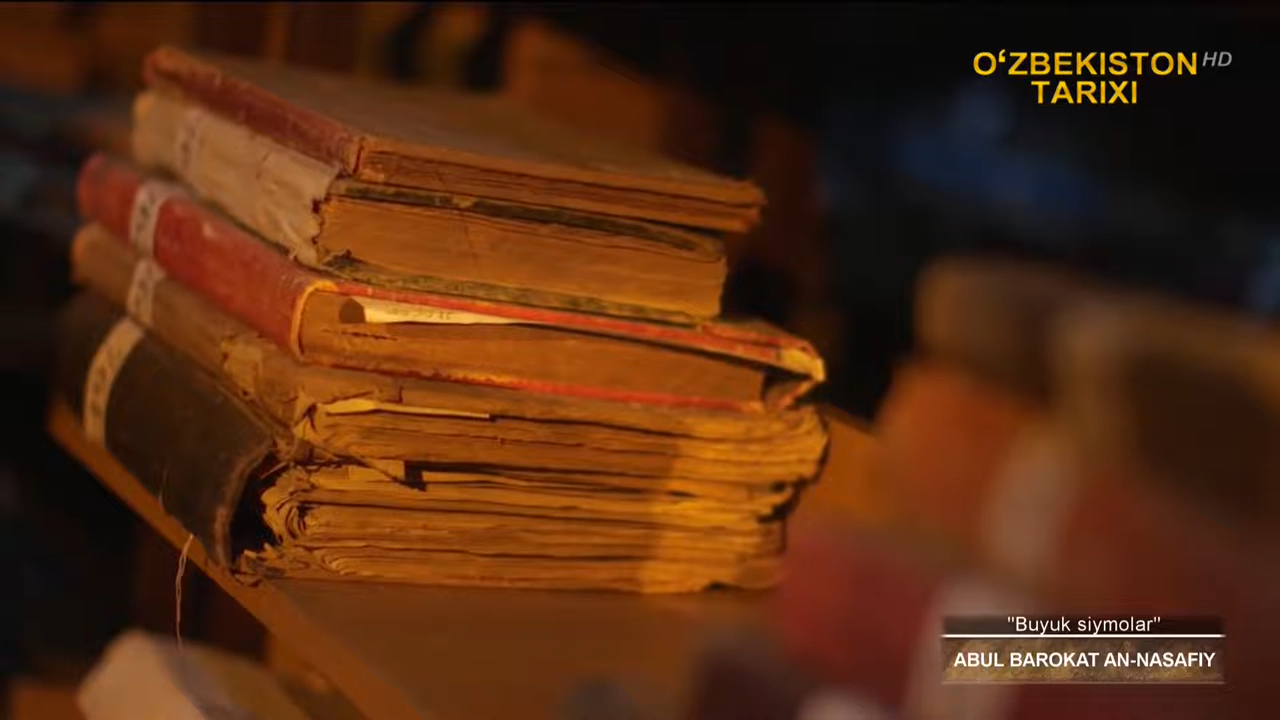 O‘ZBEKISTON HD
TARIXI
"Buyuk siymolar"
ABUL BAROKAT AN-NASAFIY